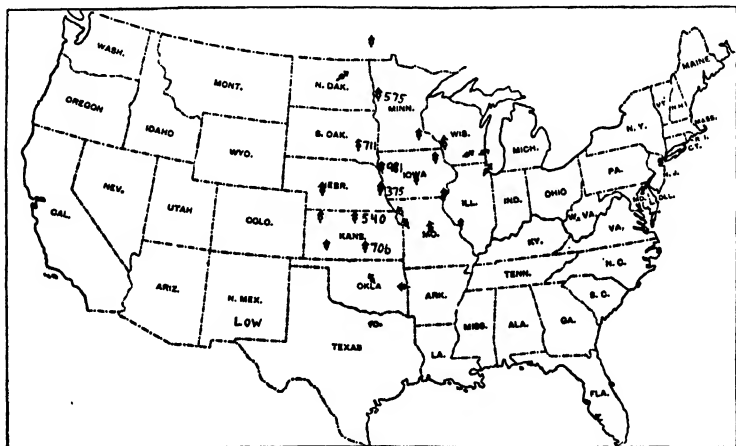 WASH.
MONT.
N. DAK.
MINN.
575
MAINE
OREGON
IDAHO
S. DAK.
711
WIS.
MICH.
VT.
N.H.
MASS.
N.Y.
R. I.
CT.
WYO.
981
IOWA
NEBR.
375
PA.
N. J.
NEV.
UTAH
COLO.
ILL.
IND.
OHIO
MD.
DEL.
CAL.
KANS.
540
706
MO.
W. VA.
VA.
KY.
ARIZ.
N. MEX.
LOW
OKLA
ARK.
TENN.
N. C.
S. C.
TEXAS
LA.
MISS.
ALA.
GA.
FLA.